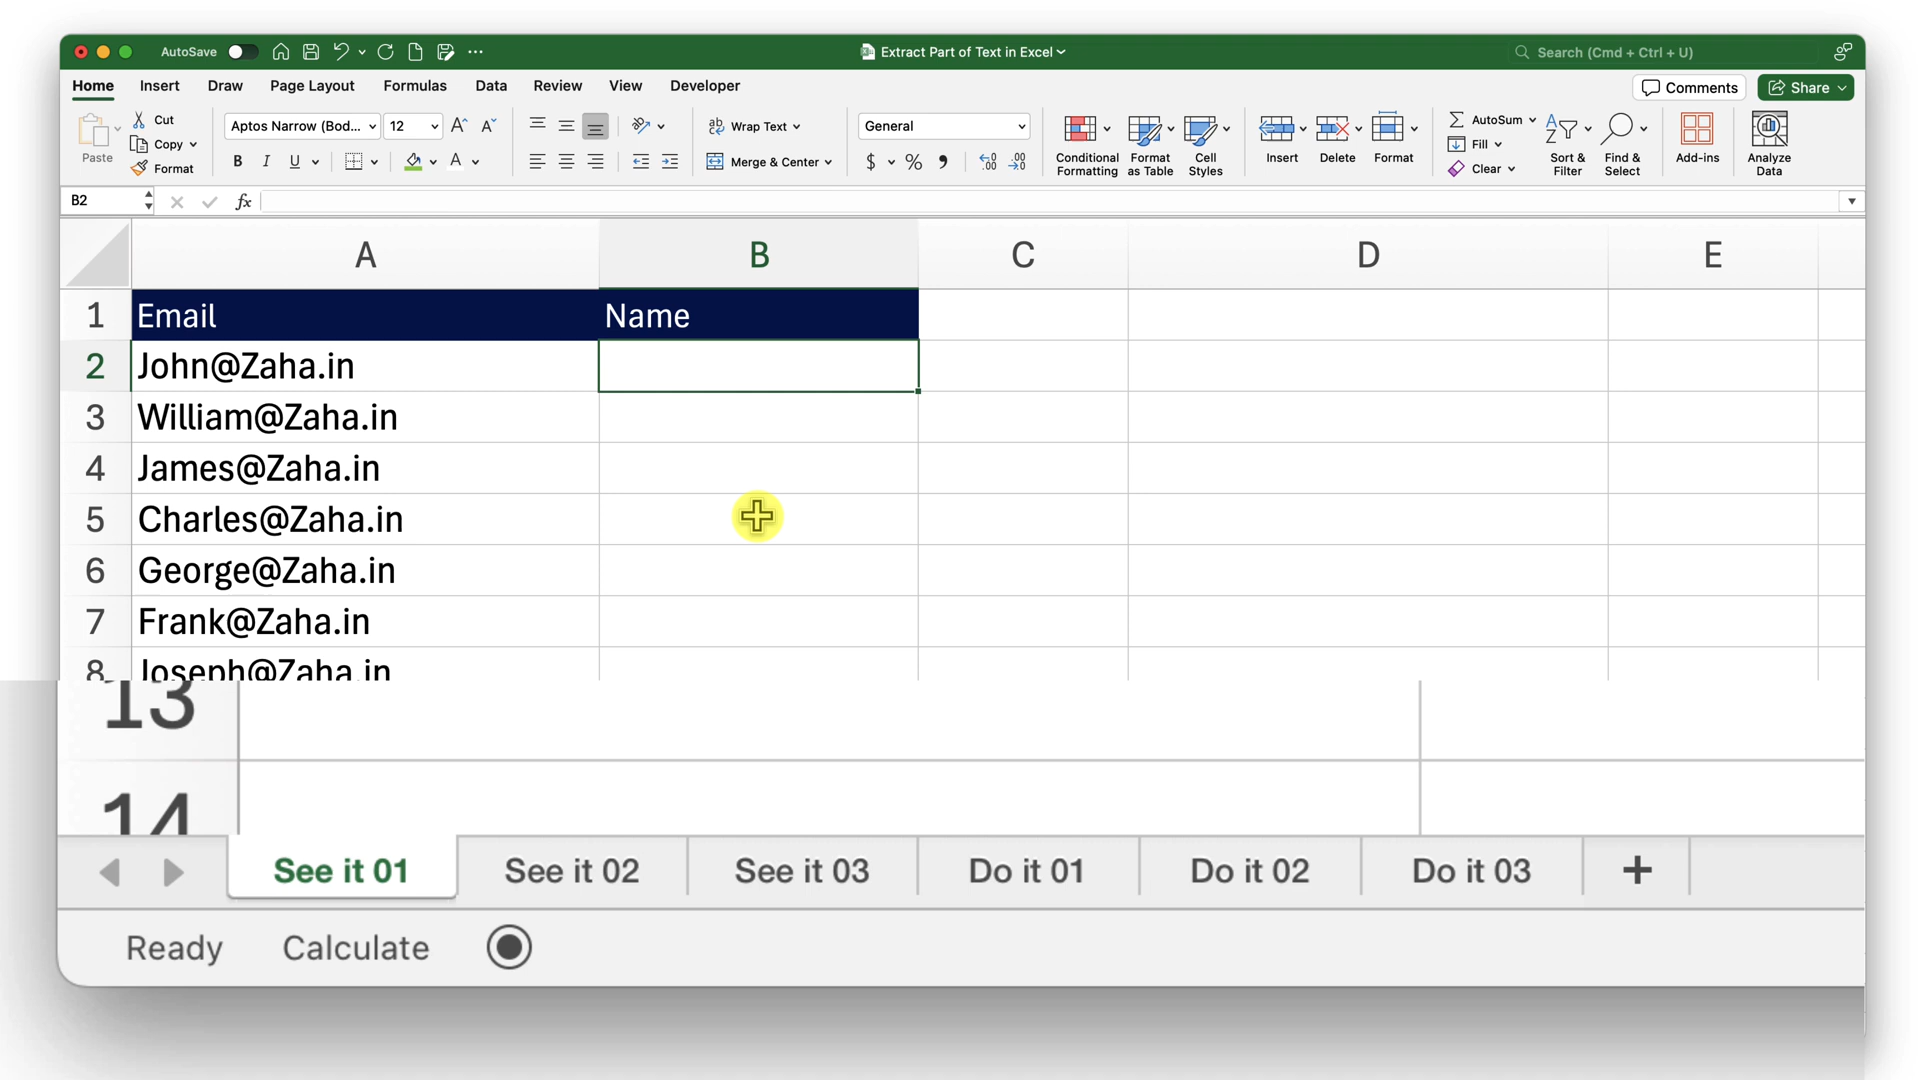 AutoSave
Extract Part of Text in Excel
Search (Cmd + Ctrl + U)
Home Insert Draw Page Layout Formulas Data Review View Developer
Comments Share
Paste
Cut
Copy
Format
Aptos Narrow (Bod... 12
B I U
Wrap Text
Merge & Center
General
$ %
Conditional Formatting
Format as Table
Cell Styles
Insert
Delete
Format
AutoSum
Fill
Clear
Sort & Filter
Find & Select
Add-ins
Analyze Data
B2 fx
A B C D E
1 Email Name
2 John@Zaha.in
3 William@Zaha.in
4 James@Zaha.in
5 Charles@Zaha.in
6 George@Zaha.in
7 Frank@Zaha.in
8 Joseph@Zaha.in
13
14
See it 01 See it 02 See it 03 Do it 01 Do it 02 Do it 03 +
Ready Calculate